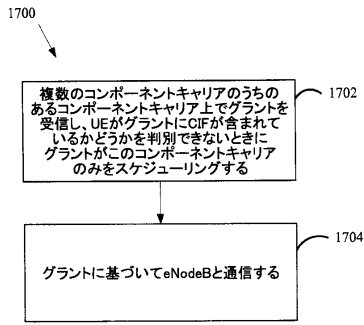 1700
1702
複数のコンポーネントキャリアのうちの
あるコンポーネントキャリア上でグラントを
受信し、UEがグラントにCIFが含まれて
いるかどうかを判別できないときに
グラントがこのコンポーネントキャリア
のみをスケジューリングする
1704
グラントに基づいてeNodeBと通信する